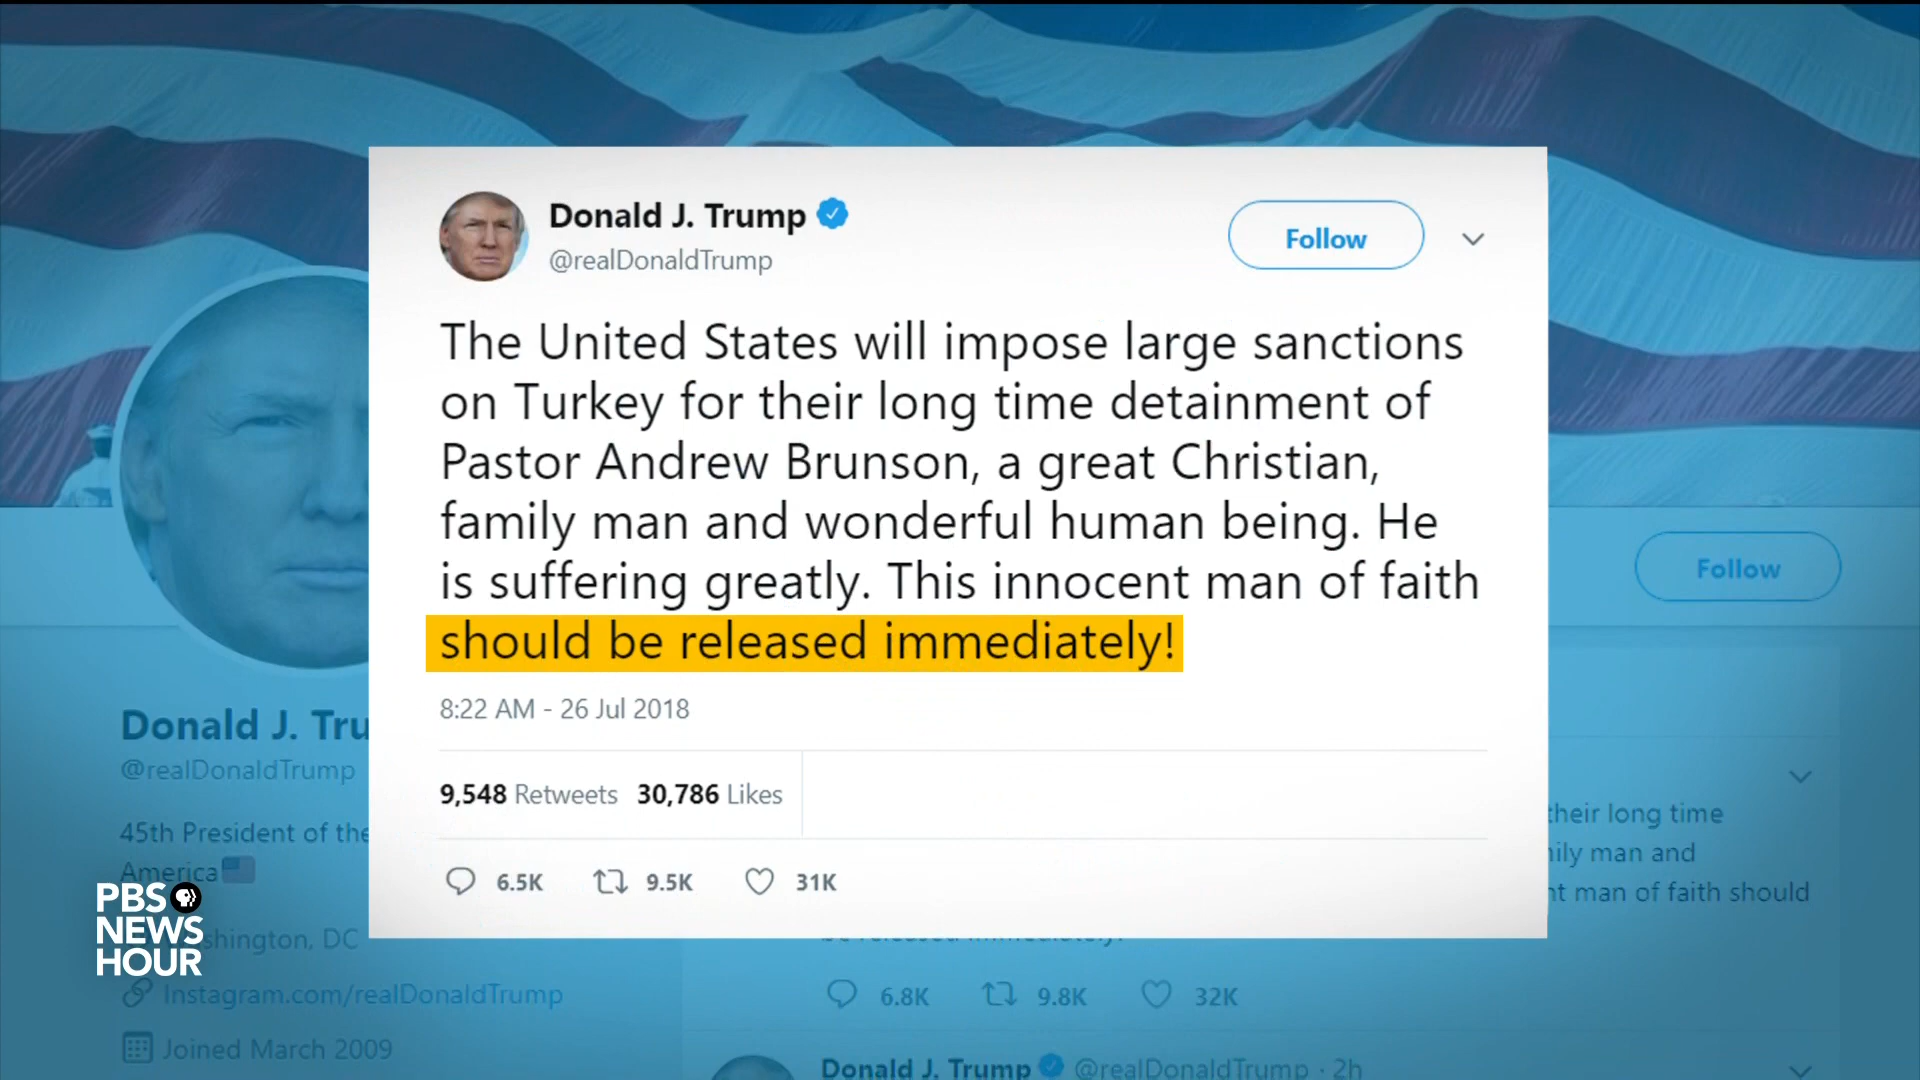 Donald J. Trump
@realDonaldTrump
Follow
The United States will impose large sanctions
on Turkey for their long time detainment of
Pastor Andrew Brunson, a great Christian,
family man and wonderful human being. He
is suffering greatly. This innocent man of faith
should be released immediately!
8:22 AM - 26 Jul 2018
9,548 Retweets 30,786 Likes
6.5K 9.5K 31K
Follow
Donald J. Tru
@realDonaldTrump
45th President of the
America
shington, DC
Instagram.com/realDonaldTrump
Joined March 2009
their long time
ily man and
nt man of faith should
be released immediately!
6.8K 9.8K 32K
Donald J. Trump @realDonaldTrump · 2h
PBS
NEWS
HOUR